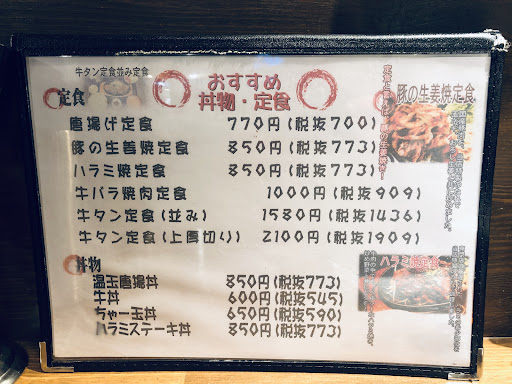 牛タン定食並み定食
おすすめ
丼物・定食
定食
唐揚げ定食 770円(税抜700)
豚の生姜焼定食 850円(税抜773)
ハラミ焼定食 850円(税抜773)
牛バラ焼肉定食 1000円(税抜909)
牛タン定食(並み) 1580円(税抜1436)
牛タン定食(上厚切り) 2100円(税抜1909)
丼物
温玉唐揚丼 850円(税抜773)
牛丼 600円(税抜545)
ちゃー玉丼 650円(税抜590)
ハラミステーキ丼 850円(税抜773)
豚の生姜焼定食
ハラミ焼定食